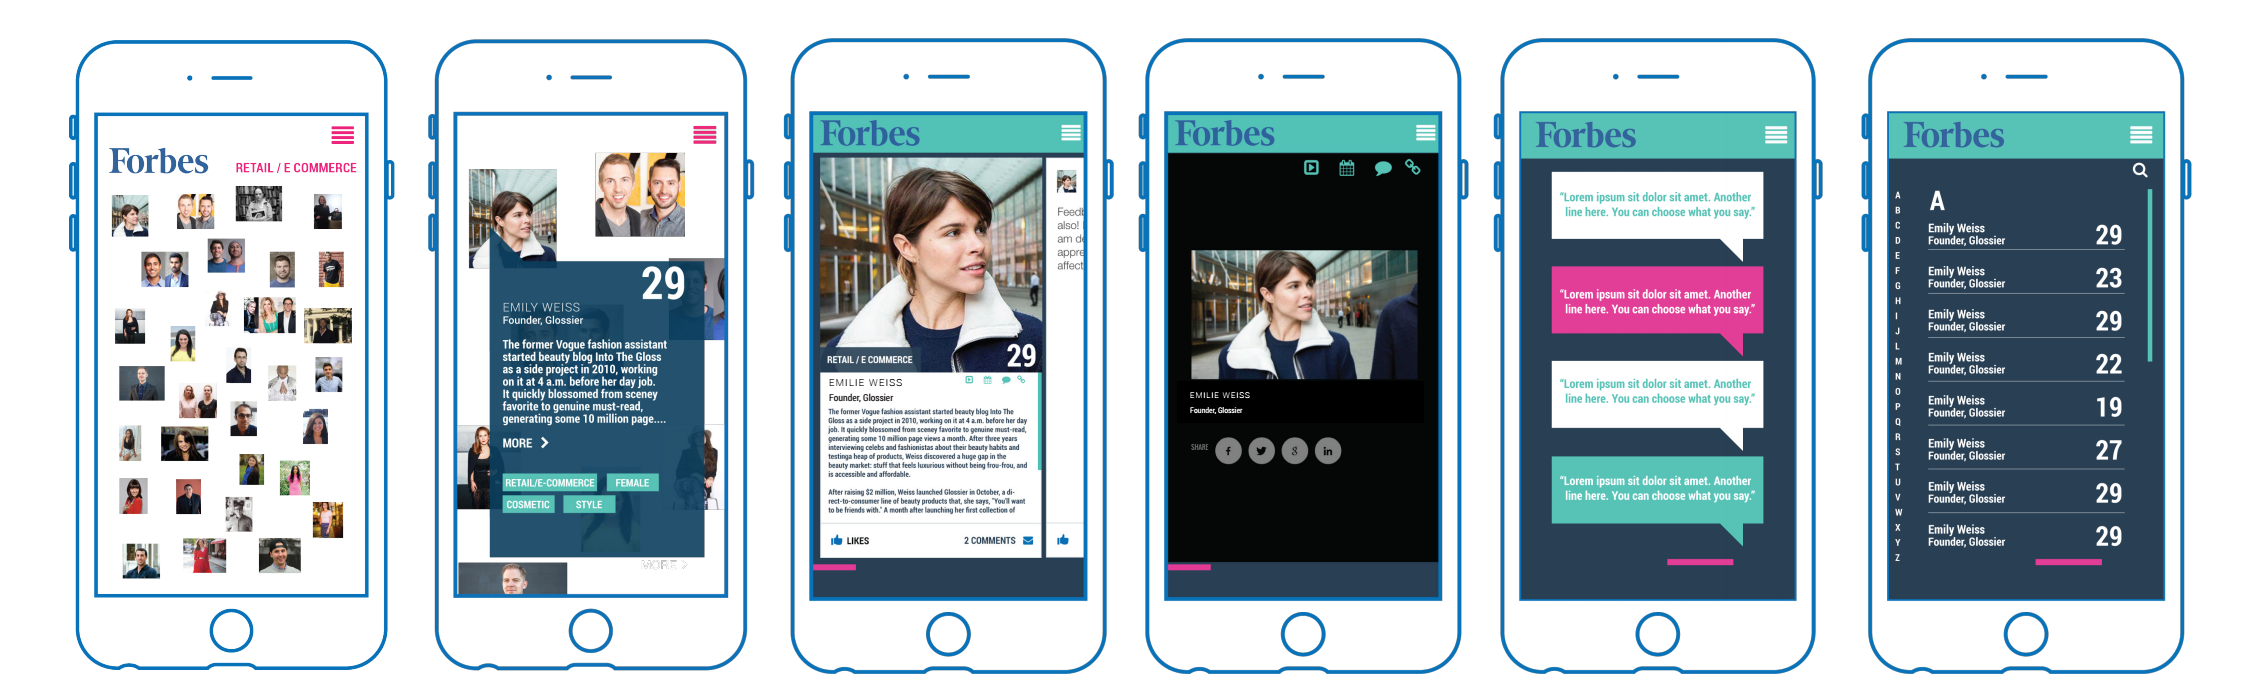 Forbes
RETAIL / E COMMERCE
29
EMILY WEISS
Founder, Glossier
The former Vogue fashion assistant
started beauty blog Into The Gloss
as a side project in 2010, working
on it at 4 a.m. before her day job.
It quickly blossomed from sceney
favorite to genuine must-read,
generating some 10 million page....
MORE
RETAIL/E-COMMERCE
FEMALE
COSMETIC
STYLE
MORE
Forbes
RETAIL / E COMMERCE
29
EMILIE WEISS
Founder, Glossier
The former Vogue fashion assistant started beauty blog Into The
Gloss as a side project in 2010, working on it at 4 a.m. before her day
job. It quickly blossomed from sceney favorite to genuine must-read,
generating some 10 million page views a month. After three years
interviewing celebs and fashionistas about their beauty habits and
testinga heap of products, Weiss discovered a huge gap in the
beauty market: stuff that feels luxurious without being frou-frou, and
is accessible and affordable.
After raising $2 million, Weiss launched Glossier in October, a di-
rect-to-consumer line of beauty products that, she says, "You'll want
to be friends with." A month after launching her first collection of
LIKES
2 COMMENTS
Feedb
also!
am de
appre
affect
Forbes
EMILIE WEISS
Founder, Glossier
SHARE
Forbes
"Lorem ipsum sit dolor sit amet. Another
line here. You can choose what you say."
"Lorem ipsum sit dolor sit amet. Another
line here. You can choose what you say."
"Lorem ipsum sit dolor sit amet. Another
line here. You can choose what you say."
"Lorem ipsum sit dolor sit amet. Another
line here. You can choose what you say."
Forbes
A
B
C
D
E
F
G
H
I
J
L
M
N
O
P
Q
R
S
T
U
V
W
X
Y
Z
A
Emily Weiss
Founder, Glossier
29
Emily Weiss
Founder, Glossier
23
Emily Weiss
Founder, Glossier
29
Emily Weiss
Founder, Glossier
22
Emily Weiss
Founder, Glossier
19
Emily Weiss
Founder, Glossier
27
Emily Weiss
Founder, Glossier
29
Emily Weiss
Founder, Glossier
29